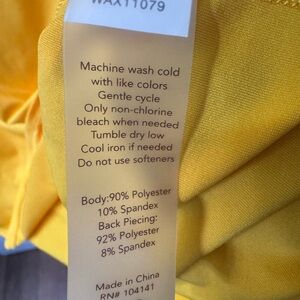 WAX11079
Machine wash cold
with like colors
Gentle cycle
Only non-chlorine
bleach when needed
Tumble dry low
Cool iron if needed
Do not use softeners
Body:90% Polyester
10% Spandex
Back Piecing:
92% Polyester
8% Spandex
Made in China
RN# 104141